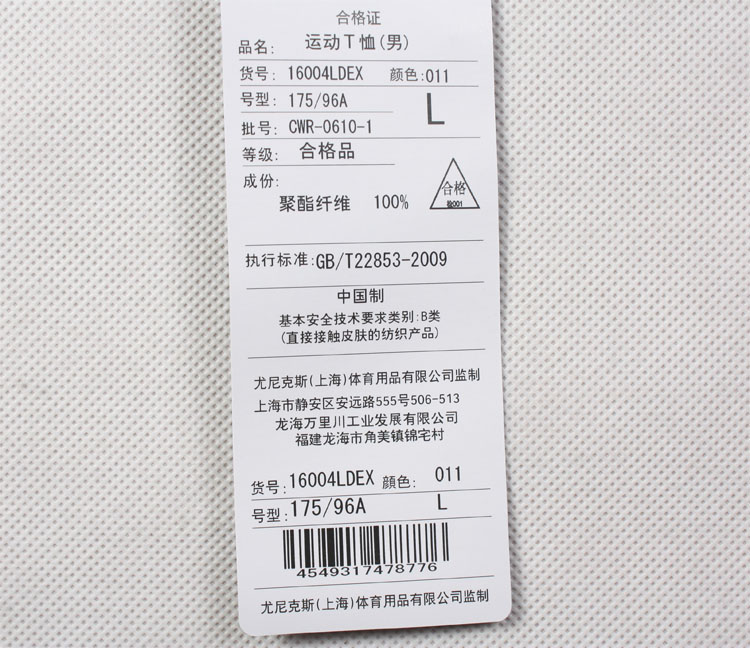 合格证
品名: 运动T恤(男)
货号: 16004LDEX 颜色:011
号型: 175/96A
L
批号: CWR-0610-1
等级: 合格品
成份:
聚酯纤维 100%
合格
检001
执行标准:GB/T22853-2009
中国制
基本安全技术要求类别:B类
(直接接触皮肤的纺织产品)
尤尼克斯(上海)体育用品有限公司监制
上海市静安区安远路555号506-513
龙海万里川工业发展有限公司
福建龙海市角美镇锦宅村
货号:16004LDEX 顔色: 011
号型:175/96A L
4549317478776
尤尼克斯(上海)体育用品有限公司监制